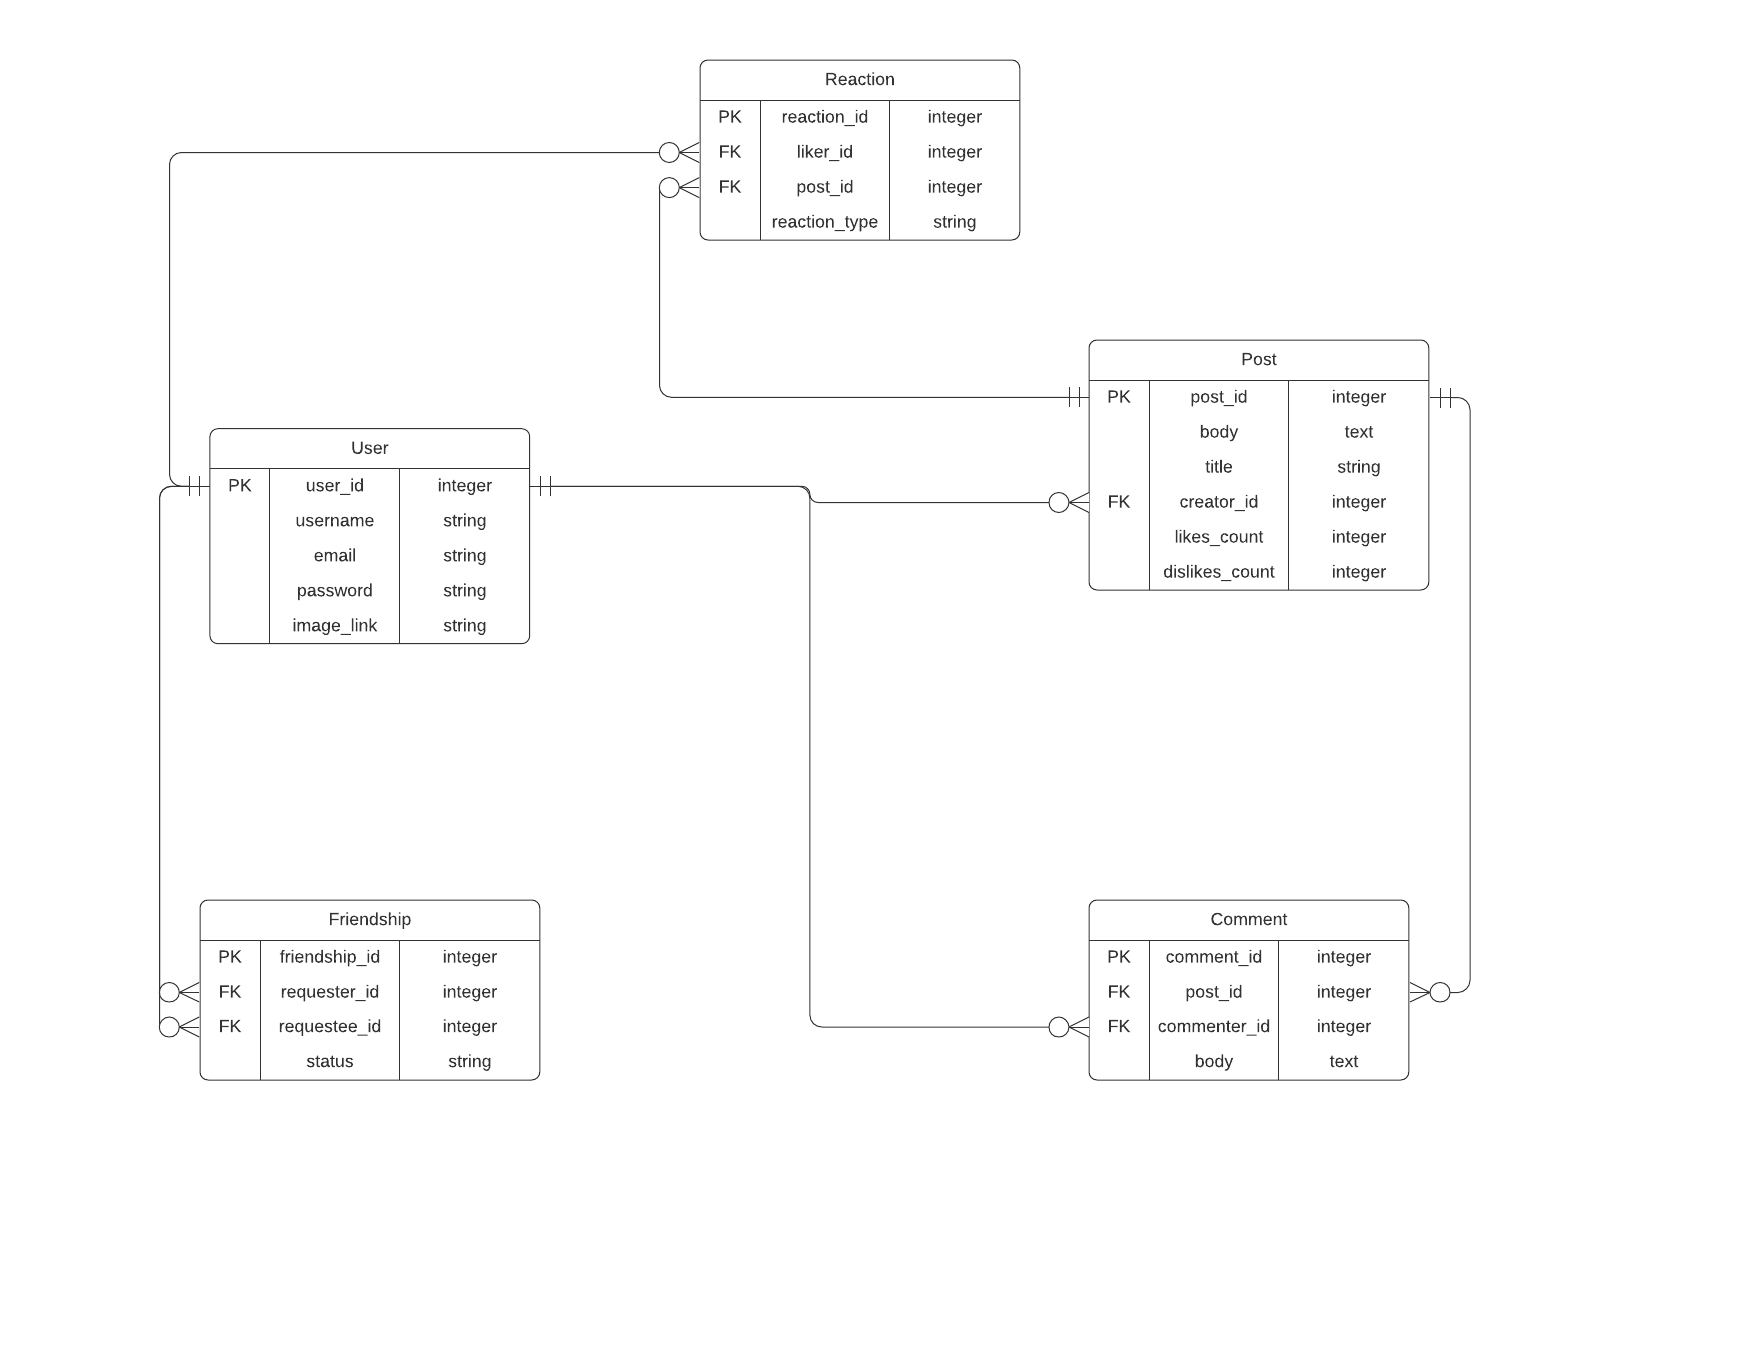 Reaction
PK reaction_id integer
FK liker_id integer
FK post_id integer
reaction_type string
Post
PK post_id integer
body text
title string
FK creator_id integer
likes_count integer
dislikes_count integer
User
PK user_id integer
username string
email string
password string
image_link string
Friendship
PK friendship_id integer
FK requester_id integer
FK requestee_id integer
status string
Comment
PK comment_id integer
FK post_id integer
FK commenter_id integer
body text